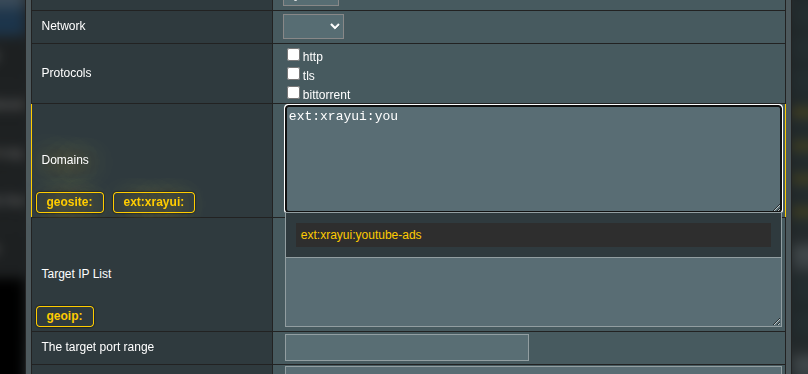 Network
Protocols
http
tls
bittorrent
Domains
geosite:
ext:xrayui:
ext:xrayui:you
ext:xrayui:youtube-ads
Target IP List
geoip:
The target port range